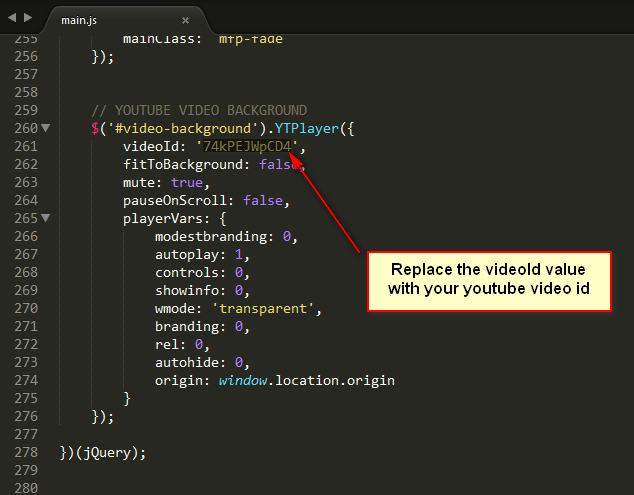 main.js
255 mainClass: 'mfp-fade'
256 });
257
258
259 // YOUTUBE VIDEO BACKGROUND
260 $('#video-background').YTPlayer({
261 videoId: '74kPEJWpCD4',
262 fitToBackground: false,
263 mute: true,
264 pauseOnScroll: false,
265 playerVars: {
266 modestbranding: 0,
267 autoplay: 1,
268 controls: 0,
269 showinfo: 0,
270 wmode: 'transparent',
271 branding: 0,
272 rel: 0,
273 autohide: 0,
274 origin: window.location.origin
275 }
276 });
277
278 })(jQuery);
279
280
Replace the videoId value
with your youtube video id